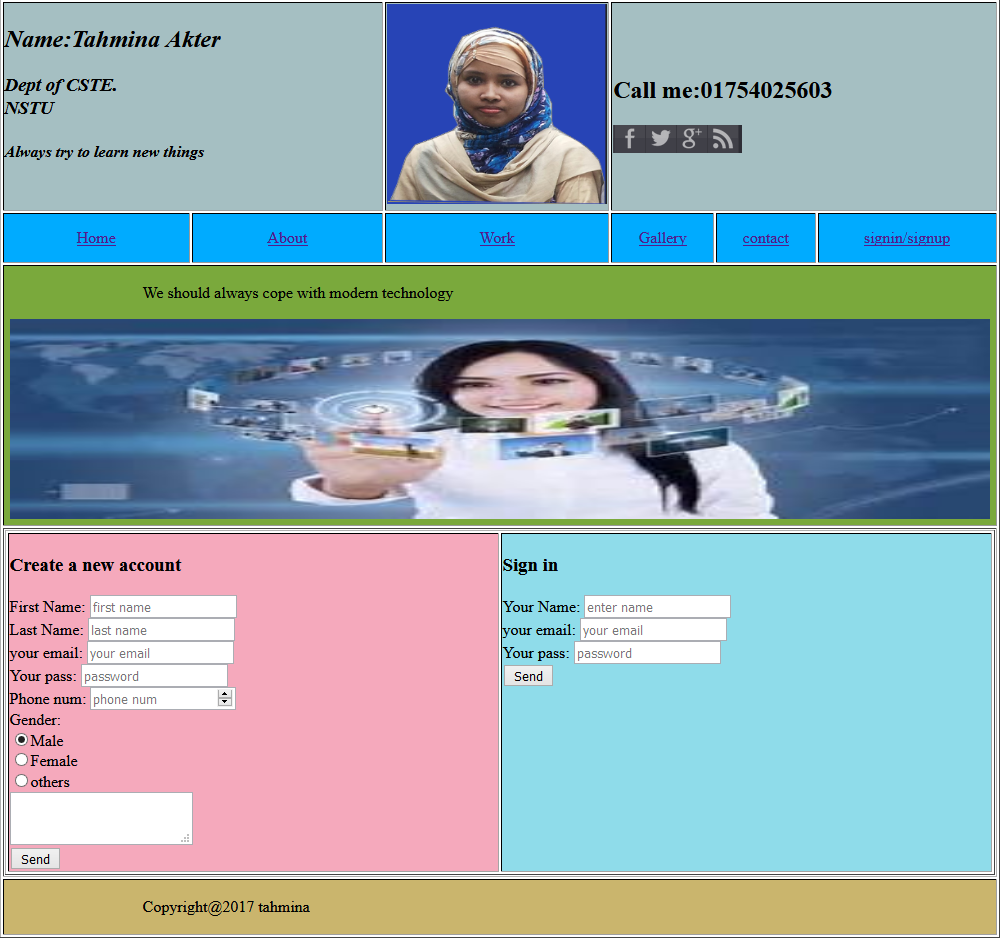 Name:Tahmina Akter
Dept of CSTE.
NSTU
Always try to learn new things
Call me:01754025603
f g+
Home About Work Gallery contact signin/signup
We should always cope with modern technology
Create a new account
First Name: first name
Last Name: last name
your email: your email
Your pass: password
Phone num: phone num
Gender:
Male
Female
others
Send
Sign in
Your Name: enter name
your email: your email
Your pass: password
Send
Copyright@2017 tahmina